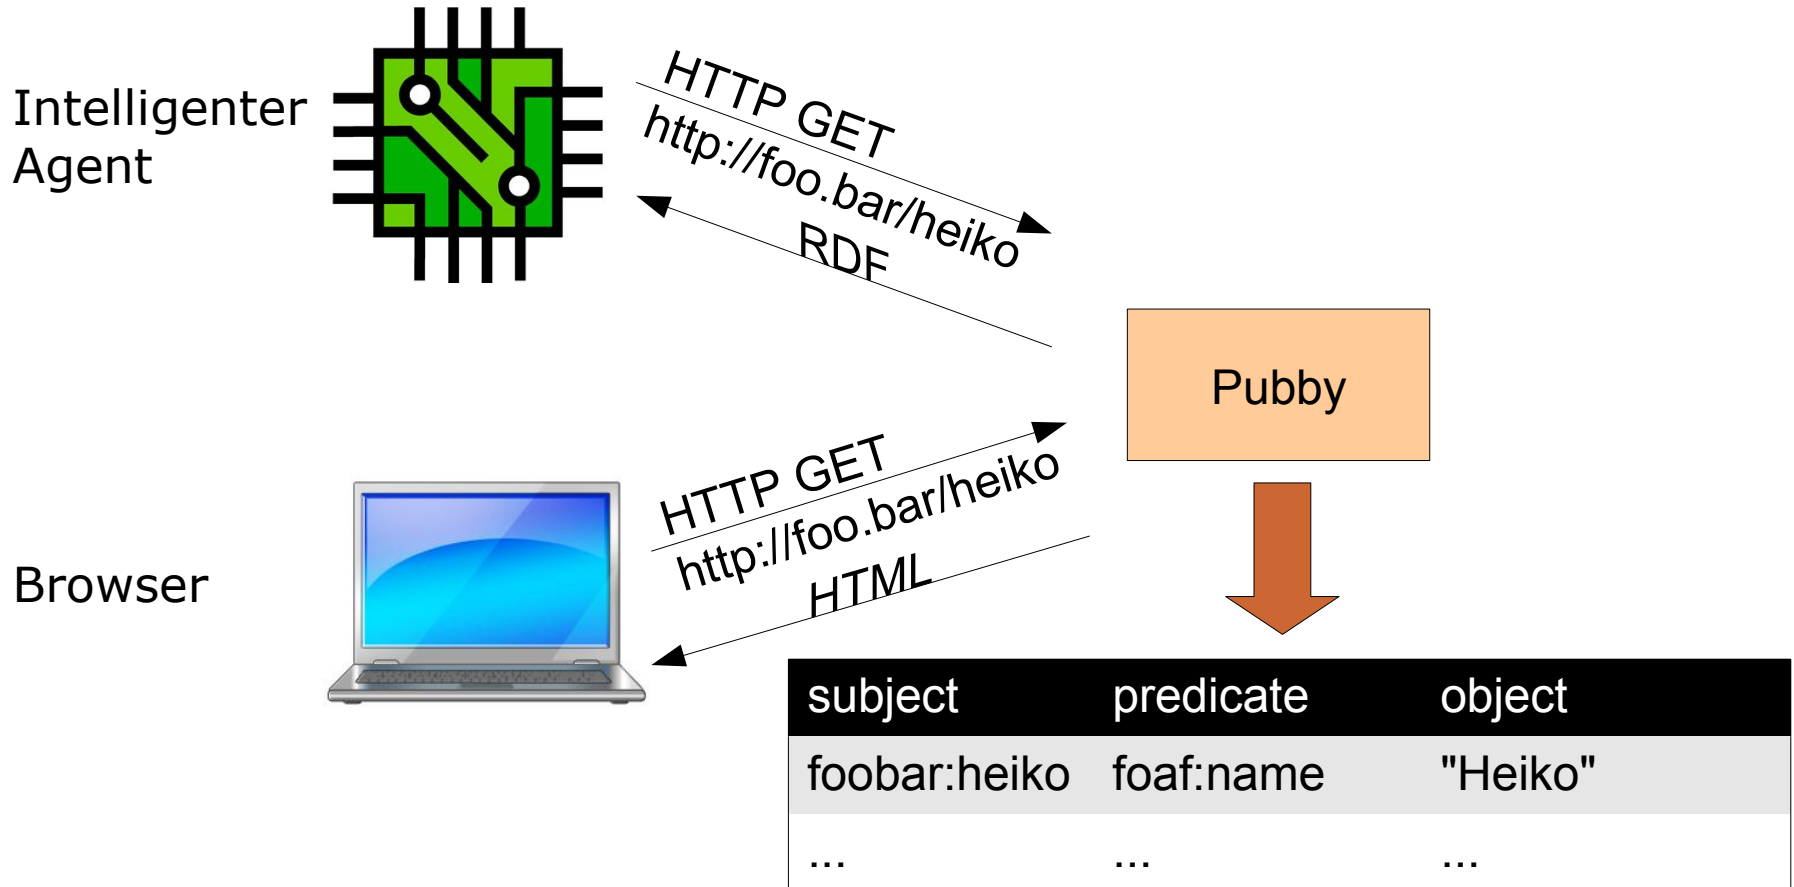 Intelligenter
Agent
HTTP GET
http://foo.bar/heiko
RDF
Pubby
HTTP GET
http://foo.bar/heiko
HTML
Browser
subject predicate object
foobar:heiko foaf:name "Heiko"
... ... ...